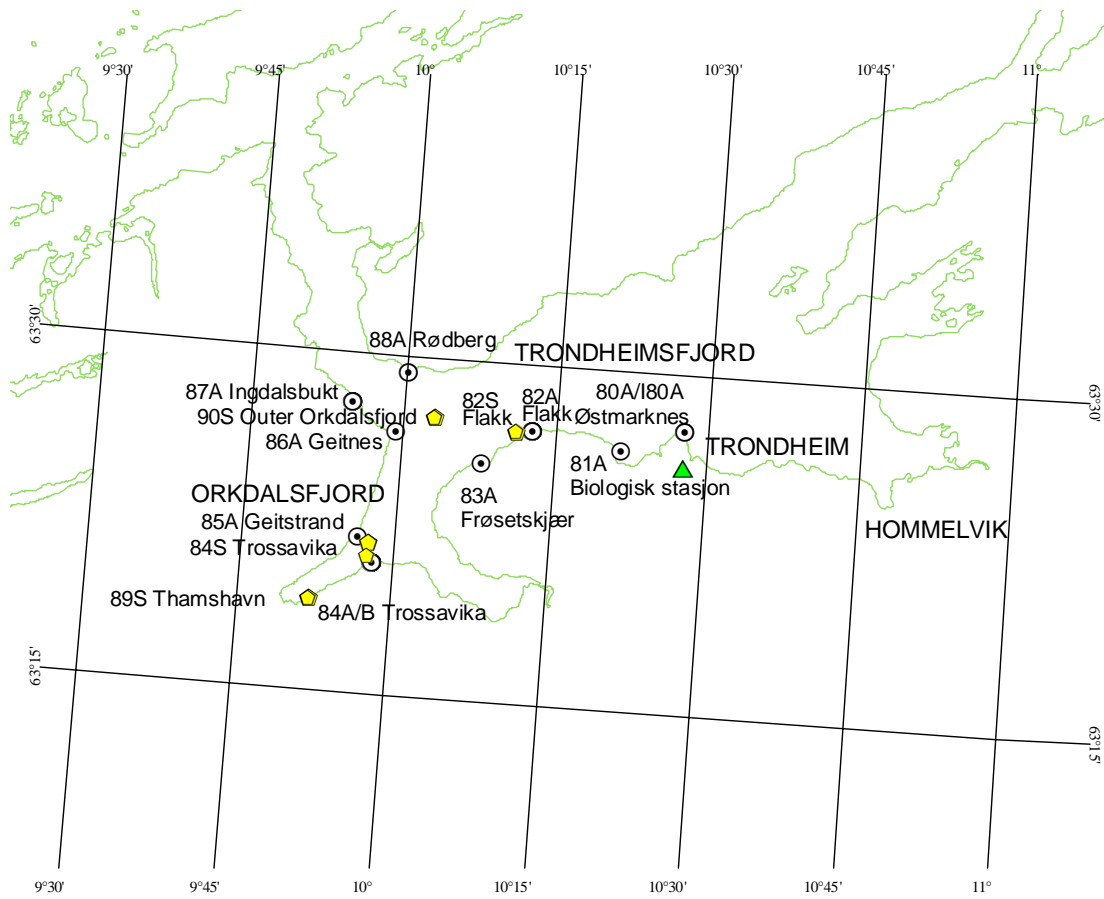 9°30'
9°45'
10°
10°15'
10°30'
10°45'
11°
63°30'
88A Rødberg
TRONDHEIMSFJORD
87A Ingdalsbukt
90S Outer Orkdalsfjord
86A Geitnes
82S
Flakk
82A
Flakk
80A/I80A
Østmarknes
63°30'
TRONDHEIM
81A
Biologisk stasjon
83A
Frøsetskjær
ORKDALSFJORD
85A Geitstrand
84S Trossavika
HOMMELVIK
89S Thamshavn
84A/B Trossavika
63°15'
63°15'
9°30'
9°45'
10°
10°15'
10°30'
10°45'
11°